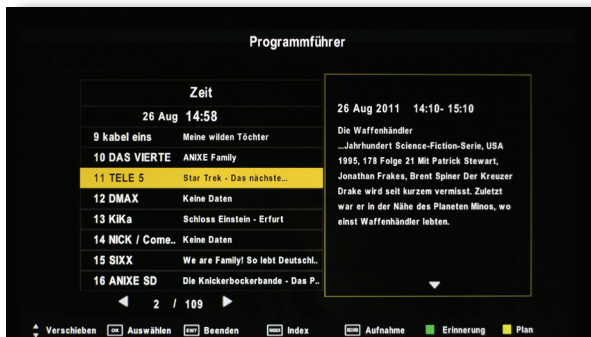 Programmführer
Zeit
26 Aug 14:58
9 kabel eins Meine wilden Töchter
10 DAS VIERTE ANIXE Family
11 TELE 5 Star Trek - Das nächste...
12 DMAX Keine Daten
13 KiKa Schloss Einstein - Erfurt
14 NICK / Come.. Keine Daten
15 SIXX We are Family! So lebt Deutschl..
16 ANIXE SD Die Knickerbockerbande - Das P..
2 / 109
26 Aug 2011 14:10- 15:10
Die Waffenhändler
...Jahrhundert Science-Fiction-Serie, USA
1995, 178 Folge 21 Mit Patrick Stewart,
Jonathan Frakes, Brent Spiner Der Kreuzer
Drake wird seit kurzem vermisst. Zuletzt
war er in der Nähe des Planeten Minos, wo
einst Waffenhändler lebten.
Verschieben OK Auswählen EXIT Beenden INDEX Index RECORD Aufnahme Erinnerung Plan